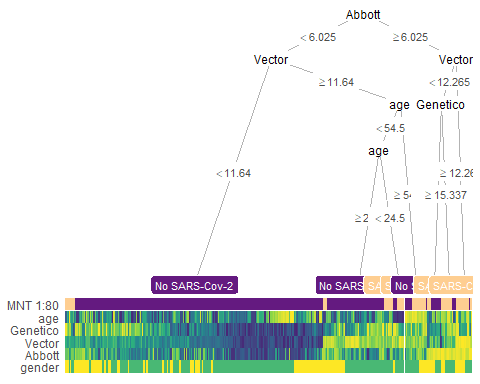 Abbott
< 6.025 ≥ 6.025
Vector Vector
≥ 11.64 < 12.265
age Genetico
< 54.5
age
< 11.64 ≥ 12.26
≥ 2 < 24.5 ≥ 54 ≥ 15.337
No SARS-Cov-2 No SARS SA S No S SA SARS-C
MNT 1:80
age
Genetico
Vector
Abbott
gender